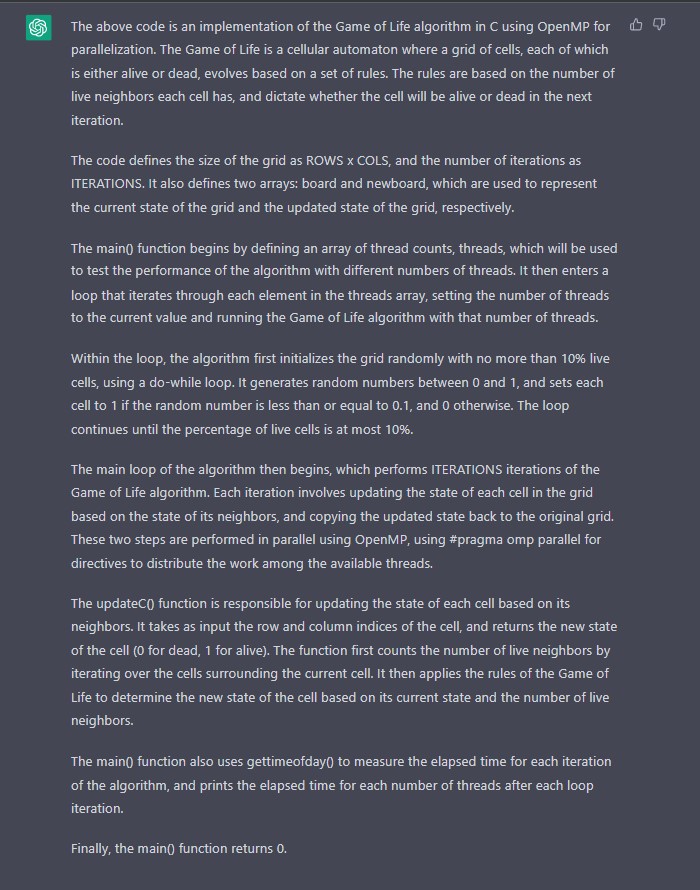 The above code is an implementation of the Game of Life algorithm in C using OpenMP for
parallelization. The Game of Life is a cellular automaton where a grid of cells, each of which
is either alive or dead, evolves based on a set of rules. The rules are based on the number of
live neighbors each cell has, and dictate whether the cell will be alive or dead in the next
iteration.
The code defines the size of the grid as ROWS x COLS, and the number of iterations as
ITERATIONS. It also defines two arrays: board and newboard, which are used to represent
the current state of the grid and the updated state of the grid, respectively.
The main() function begins by defining an array of thread counts, threads, which will be used
to test the performance of the algorithm with different numbers of threads. It then enters a
loop that iterates through each element in the threads array, setting the number of threads
to the current value and running the Game of Life algorithm with that number of threads.
Within the loop, the algorithm first initializes the grid randomly with no more than 10% live
cells, using a do-while loop. It generates random numbers between 0 and 1, and sets each
cell to 1 if the random number is less than or equal to 0.1, and 0 otherwise. The loop
continues until the percentage of live cells is at most 10%.
The main loop of the algorithm then begins, which performs ITERATIONS iterations of the
Game of Life algorithm. Each iteration involves updating the state of each cell in the grid
based on the state of its neighbors, and copying the updated state back to the original grid.
These two steps are performed in parallel using OpenMP, using #pragma omp parallel for
directives to distribute the work among the available threads.
The updateC() function is responsible for updating the state of each cell based on its
neighbors. It takes as input the row and column indices of the cell, and returns the new state
of the cell (0 for dead, 1 for alive). The function first counts the number of live neighbors by
iterating over the cells surrounding the current cell. It then applies the rules of the Game of
Life to determine the new state of the cell based on its current state and the number of live
neighbors.
The main() function also uses gettimeofday() to measure the elapsed time for each iteration
of the algorithm, and prints the elapsed time for each number of threads after each loop
iteration.
Finally, the main() function returns 0.